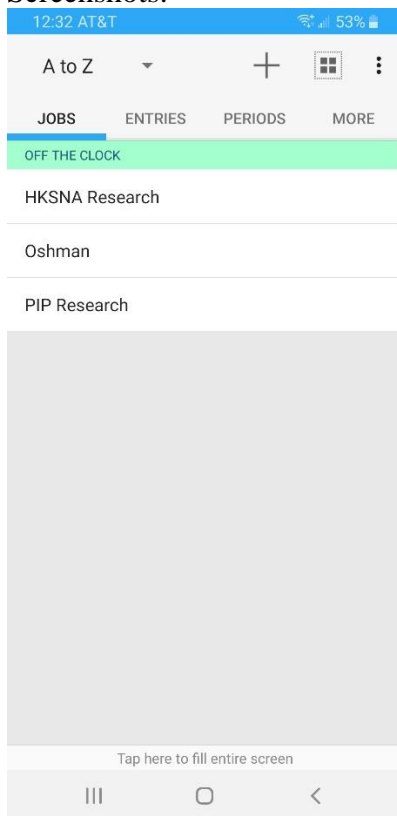 Screenshots:
12:32 AT&T 53%
A to Z
JOBS ENTRIES PERIODS MORE
OFF THE CLOCK
HKSNA Research
Oshman
PIP Research
Tap here to fill entire screen